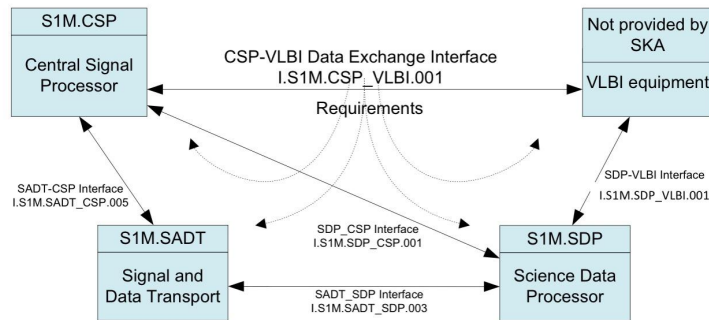 S1M.CSP
Central Signal
Processor
CSP-VLBI Data Exchange Interface
I.S1M.CSP_VLBI.001
Requirements
Not provided by
SKA
VLBI equipment
SADT-CSP Interface
I.S1M.SADT_CSP.005
SDP-VLBI Interface
I.S1M.SDP_VLBI.001
SDP_CSP Interface
I.S1M.SDP_CSP.001
S1M.SADT
Signal and
Data Transport
SADT_SDP Interface
I.S1M.SADT_SDP.003
S1M.SDP
Science Data
Processor